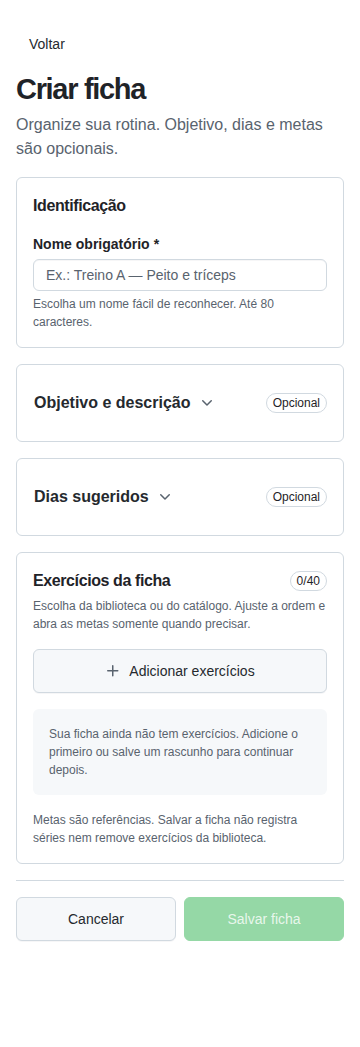 Voltar
Criar ficha
Organize sua rotina. Objetivo, dias e metas
são opcionais.
Identificação
Nome obrigatório *
Ex.: Treino A — Peito e tríceps
Escolha um nome fácil de reconhecer. Até 80
caracteres.
Objetivo e descrição
Opcional
Dias sugeridos
Opcional
Exercícios da ficha
0/40
Escolha da biblioteca ou do catálogo. Ajuste a ordem e
abra as metas somente quando precisar.
Adicionar exercícios
Sua ficha ainda não tem exercícios. Adicione o
primeiro ou salve um rascunho para continuar
depois.
Metas são referências. Salvar a ficha não registra
séries nem remove exercícios da biblioteca.
Cancelar
Salvar ficha